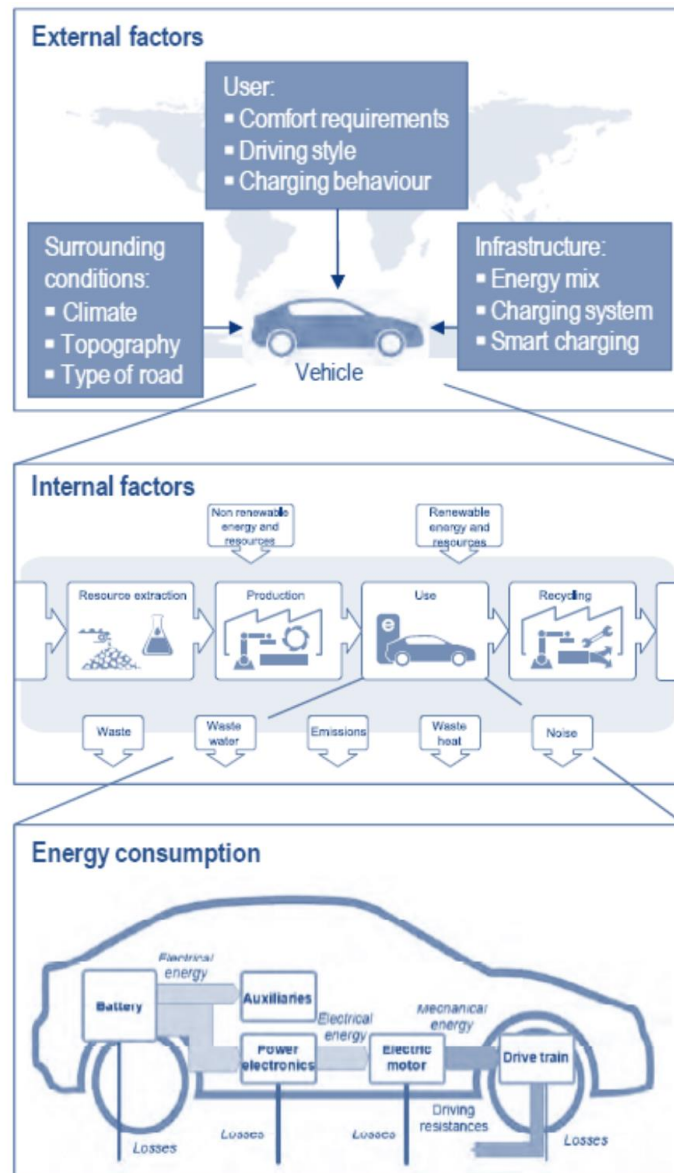 External factors
User:
▪ Comfort requirements
▪ Driving style
▪ Charging behaviour
Surrounding
conditions:
▪ Climate
▪ Topography
▪ Type of road
Infrastructure:
▪ Energy mix
▪ Charging system
▪ Smart charging
Vehicle
Internal factors
Non renewable
energy and
resources
Renewable
energy and
resources
Resource extraction
Production
Use
Recycling
Waste
Waste
water
Emissions
Waste
heat
Noise
Energy consumption
Electrical
energy
Battery
Auxiliaries
Electrical
energy
Mechanical
energy
Power
electronics
Electric
motor
Drive train
Driving
resistances
Losses
Losses
Losses
Losses